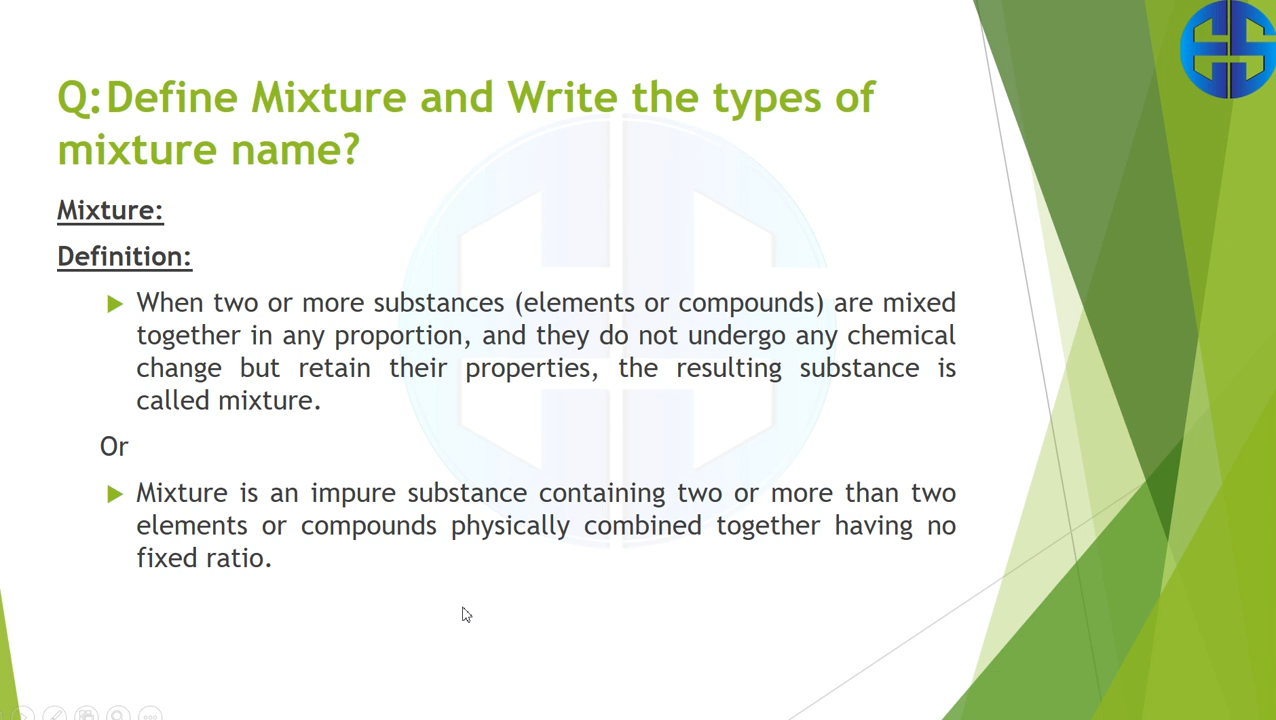 Q:Define Mixture and Write the types of
mixture name?
Mixture:
Definition:
When two or more substances (elements or compounds) are mixed
together in any proportion, and they do not undergo any chemical
change but retain their properties, the resulting substance is
called mixture.
Or
Mixture is an impure substance containing two or more than two
elements or compounds physically combined together having no
fixed ratio.